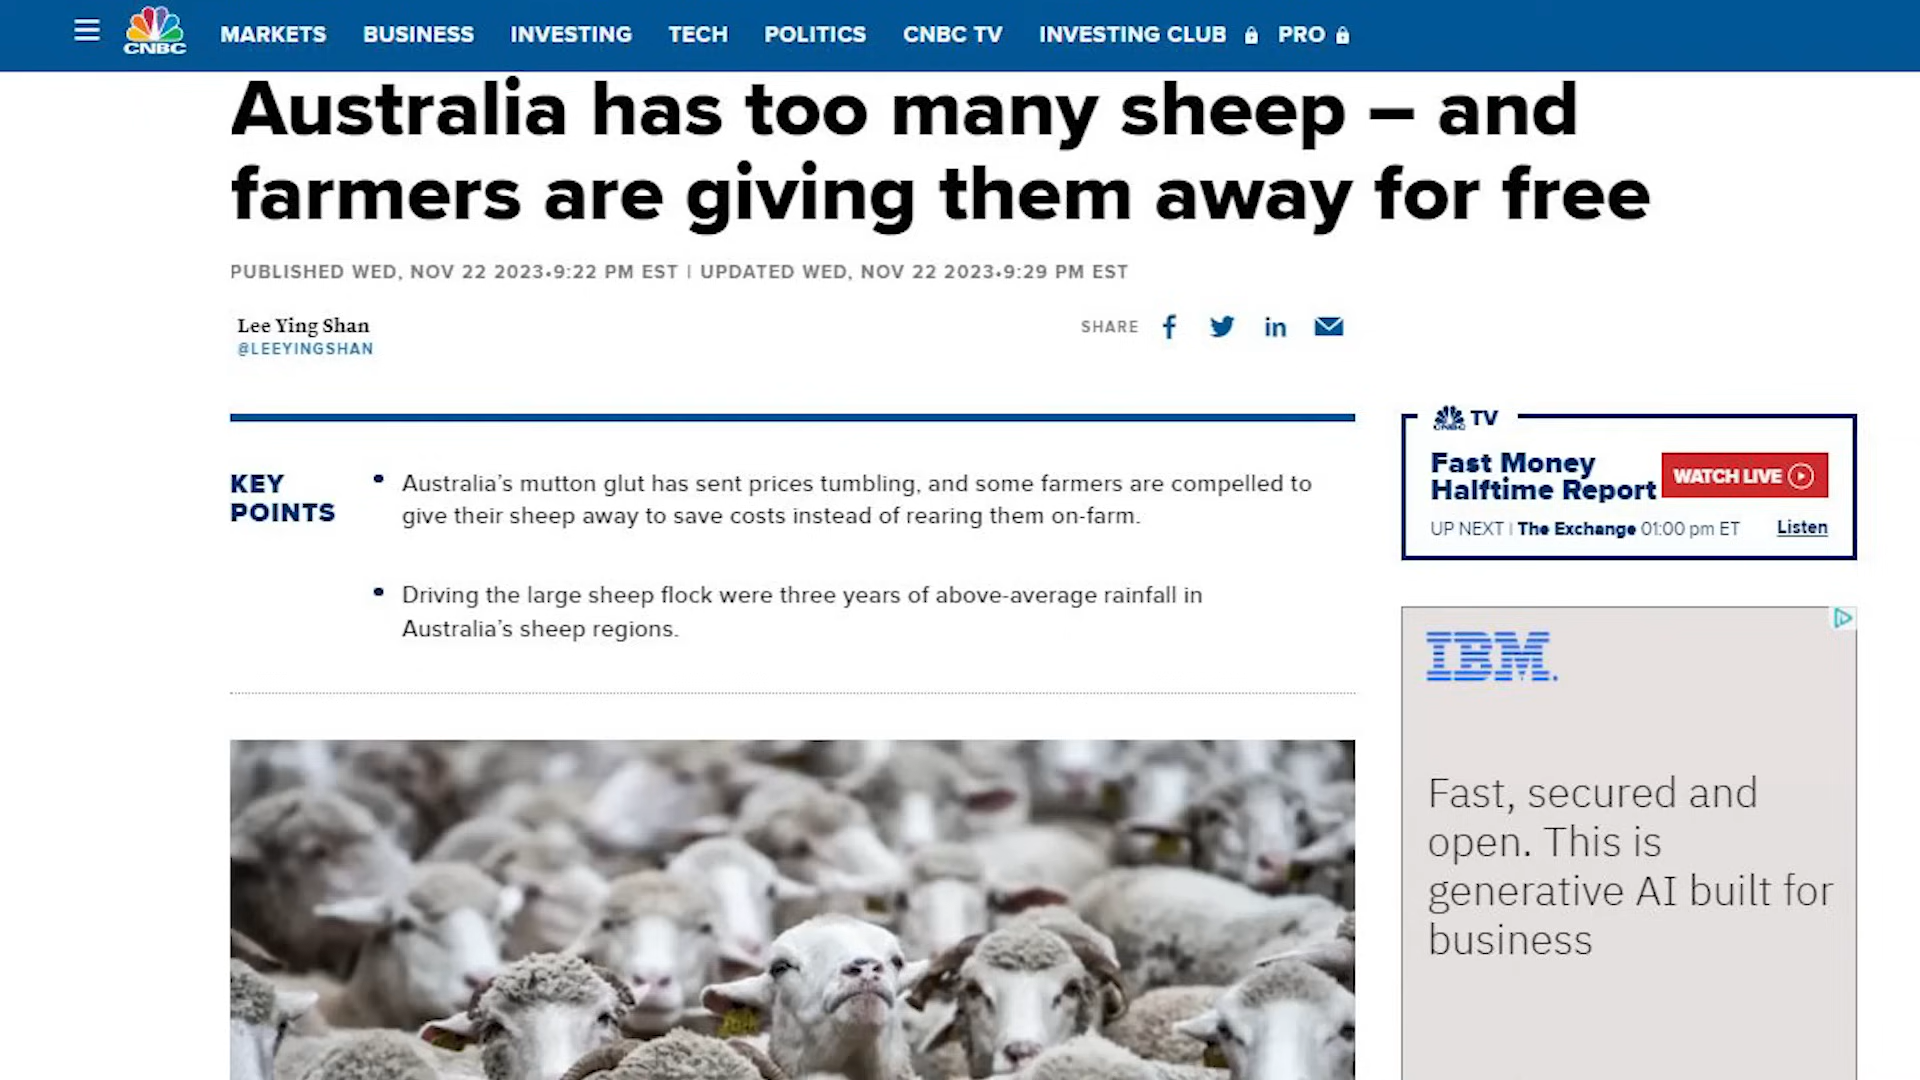 CNBC
MARKETS BUSINESS INVESTING TECH POLITICS CNBC TV INVESTING CLUB PRO
Australia has too many sheep – and
farmers are giving them away for free
PUBLISHED WED, NOV 22 2023•9:22 PM EST | UPDATED WED, NOV 22 2023•9:29 PM EST
Lee Ying Shan
@LEEYINGSHAN
SHARE f in
KEY
POINTS
• Australia’s mutton glut has sent prices tumbling, and some farmers are compelled to
give their sheep away to save costs instead of rearing them on-farm.
• Driving the large sheep flock were three years of above-average rainfall in
Australia’s sheep regions.
CNBC TV
Fast Money
Halftime Report
WATCH LIVE
UP NEXT | The Exchange 01:00 pm ET
Listen
IBM.
Fast, secured and
open. This is
generative AI built for
business